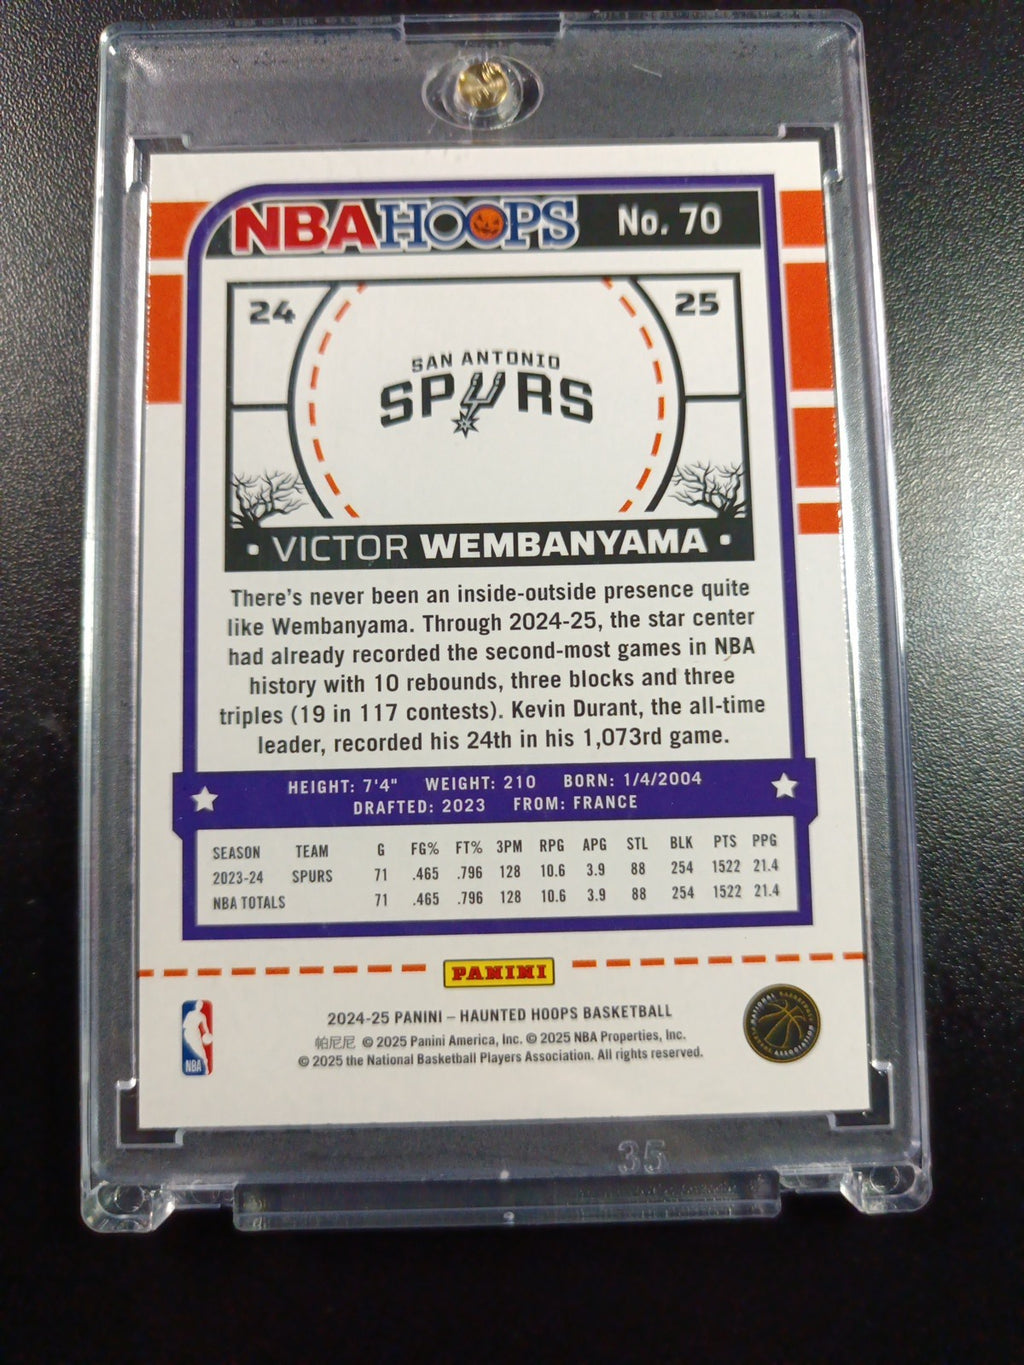 NBA HOOPS No. 70
24 25
SAN ANTONIO
SPURS
• VICTOR WEMBANYAMA •
There's never been an inside-outside presence quite
like Wembanyama. Through 2024-25, the star center
had already recorded the second-most games in NBA
history with 10 rebounds, three blocks and three
triples (19 in 117 contests). Kevin Durant, the all-time
leader, recorded his 24th in his 1,073rd game.
HEIGHT: 7'4" WEIGHT: 210 BORN: 1/4/2004
DRAFTED: 2023 FROM: FRANCE
SEASON TEAM G FG% FT% 3PM RPG APG STL BLK PTS PPG
2023-24 SPURS 71 .465 .796 128 10.6 3.9 88 254 1522 21.4
NBA TOTALS 71 .465 .796 128 10.6 3.9 88 254 1522 21.4
PANINI
2024-25 PANINI – HAUNTED HOOPS BASKETBALL
帕尼尼 © 2025 Panini America, Inc. © 2025 NBA Properties, Inc.
© 2025 the National Basketball Players Association. All rights reserved.
NBA
NATIONAL BASKETBALL PLAYERS ASSOCIATION
35